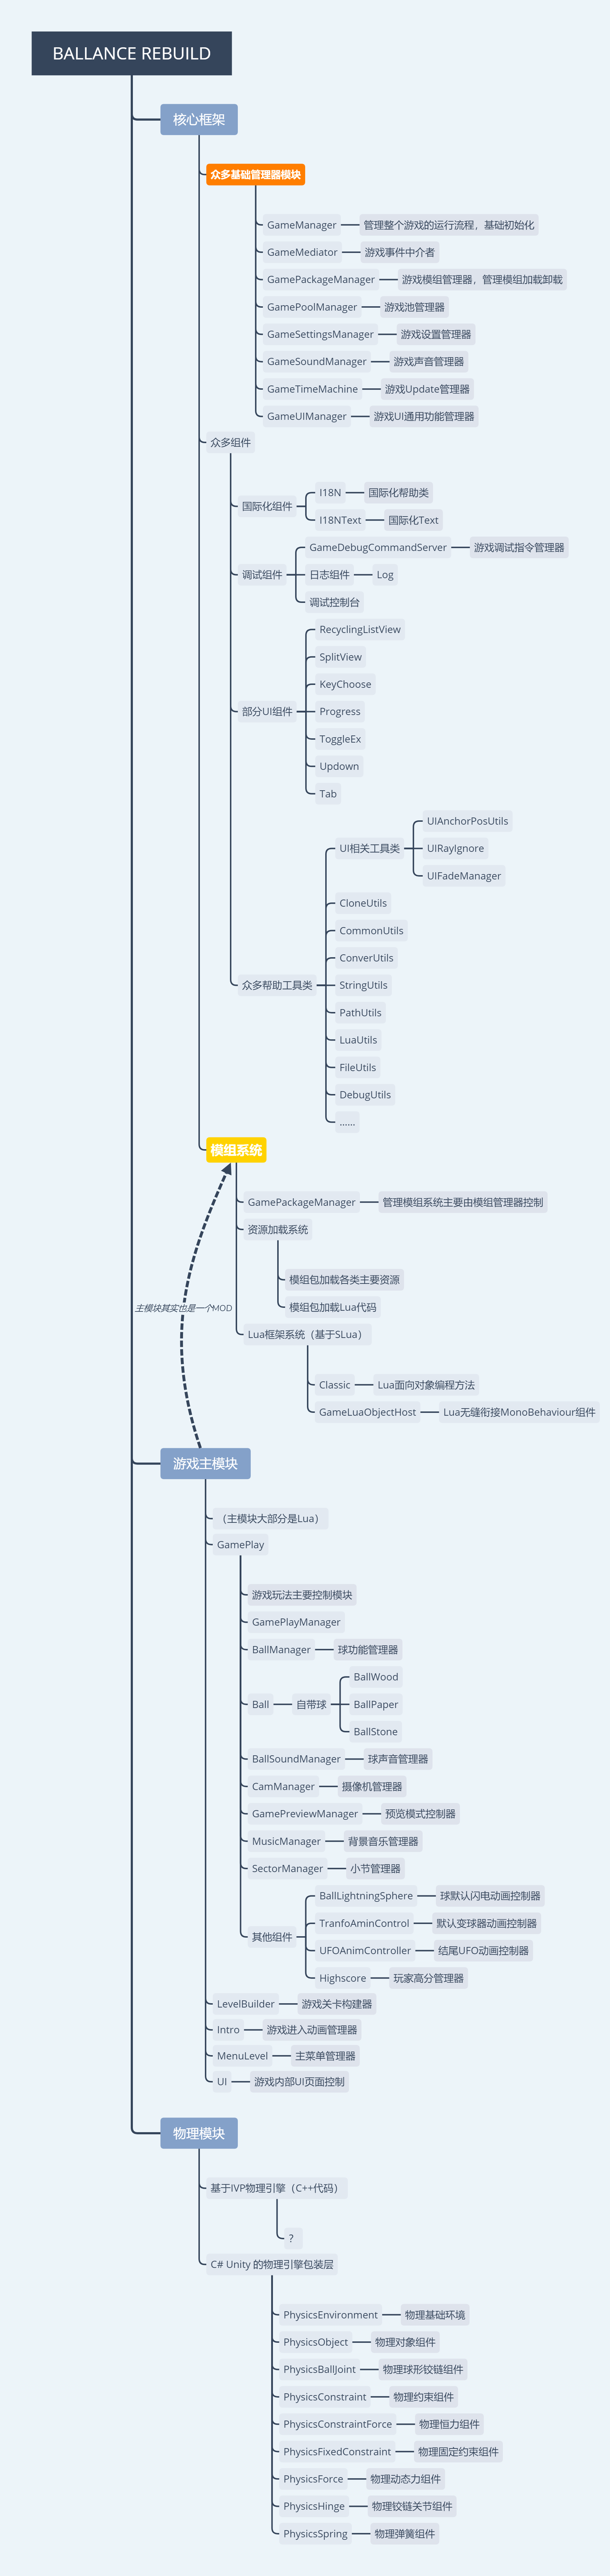 BALLANCE REBUILD
核心框架
众多基础管理器模块
GameManager
管理整个游戏的运行流程，基础初始化
GameMediator
游戏事件中介者
GamePackageManager
游戏模组管理器，管理模组加载卸载
GamePoolManager
游戏池管理器
GameSettingsManager
游戏设置管理器
GameSoundManager
游戏声音管理器
GameTimeMachine
游戏Update管理器
GameUIManager
游戏UI通用功能管理器
众多组件
国际化组件
I18N
国际化帮助类
I18NText
国际化Text
调试组件
GameDebugCommandServer
游戏调试指令管理器
日志组件
Log
调试控制台
部分UI组件
RecyclingListView
SplitView
KeyChoose
Progress
ToggleEx
Updown
Tab
众多帮助工具类
UI相关工具类
UIAnchorPosUtils
UIRayIgnore
UIFadeManager
CloneUtils
CommonUtils
ConverUtils
StringUtils
PathUtils
LuaUtils
FileUtils
DebugUtils
……
模组系统
GamePackageManager
管理模组系统主要由模组管理器控制
资源加载系统
模组包加载各类主要资源
模组包加载Lua代码
主模块其实也是一个MOD
Lua框架系统（基于SLua）
Classic
Lua面向对象编程方法
GameLuaObjectHost
Lua无缝衔接MonoBehaviour组件
游戏主模块
（主模块大部分是Lua）
GamePlay
游戏玩法主要控制模块
GamePlayManager
BallManager
球功能管理器
Ball
自带球
BallWood
BallPaper
BallStone
BallSoundManager
球声音管理器
CamManager
摄像机管理器
GamePreviewManager
预览模式控制器
MusicManager
背景音乐管理器
SectorManager
小节管理器
其他组件
BallLightningSphere
球默认闪电动画控制器
TranfoAminControl
默认变球器动画控制器
UFOAnimController
结尾UFO动画控制器
Highscore
玩家高分管理器
LevelBuilder
游戏关卡构建器
Intro
游戏进入动画管理器
MenuLevel
主菜单管理器
UI
游戏内部UI页面控制
物理模块
基于IVP物理引擎（C++代码）
？
C# Unity 的物理引擎包装层
PhysicsEnvironment
物理基础环境
PhysicsObject
物理对象组件
PhysicsBallJoint
物理球形铰链组件
PhysicsConstraint
物理约束组件
PhysicsConstraintForce
物理恒力组件
PhysicsFixedConstraint
物理固定约束组件
PhysicsForce
物理动态力组件
PhysicsHinge
物理铰链关节组件
PhysicsSpring
物理弹簧组件